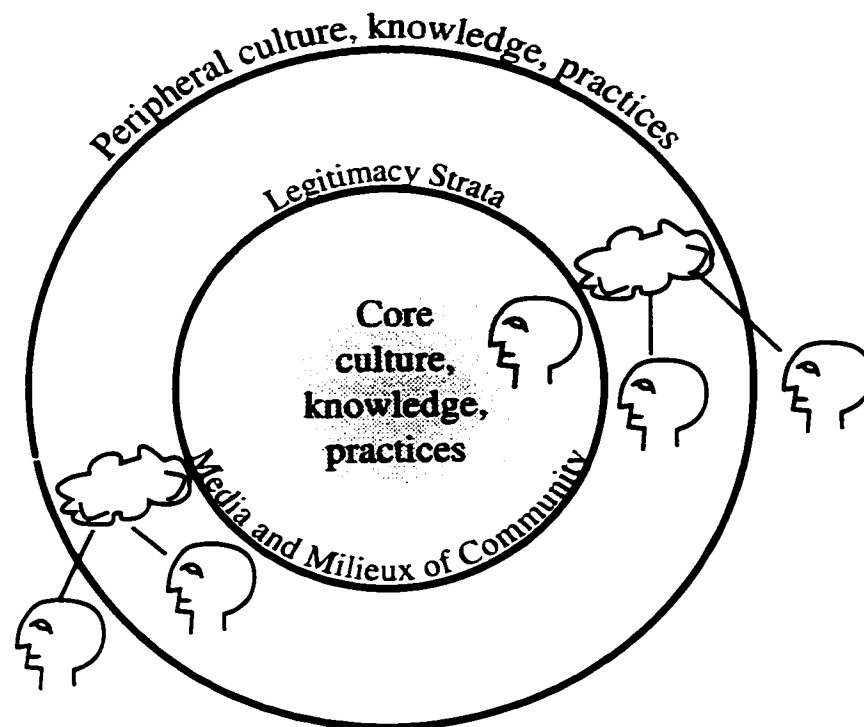 Peripheral culture, knowledge, practices
Legitimacy Strata
Core
culture,
knowledge,
practices
Media and Milieux of Community